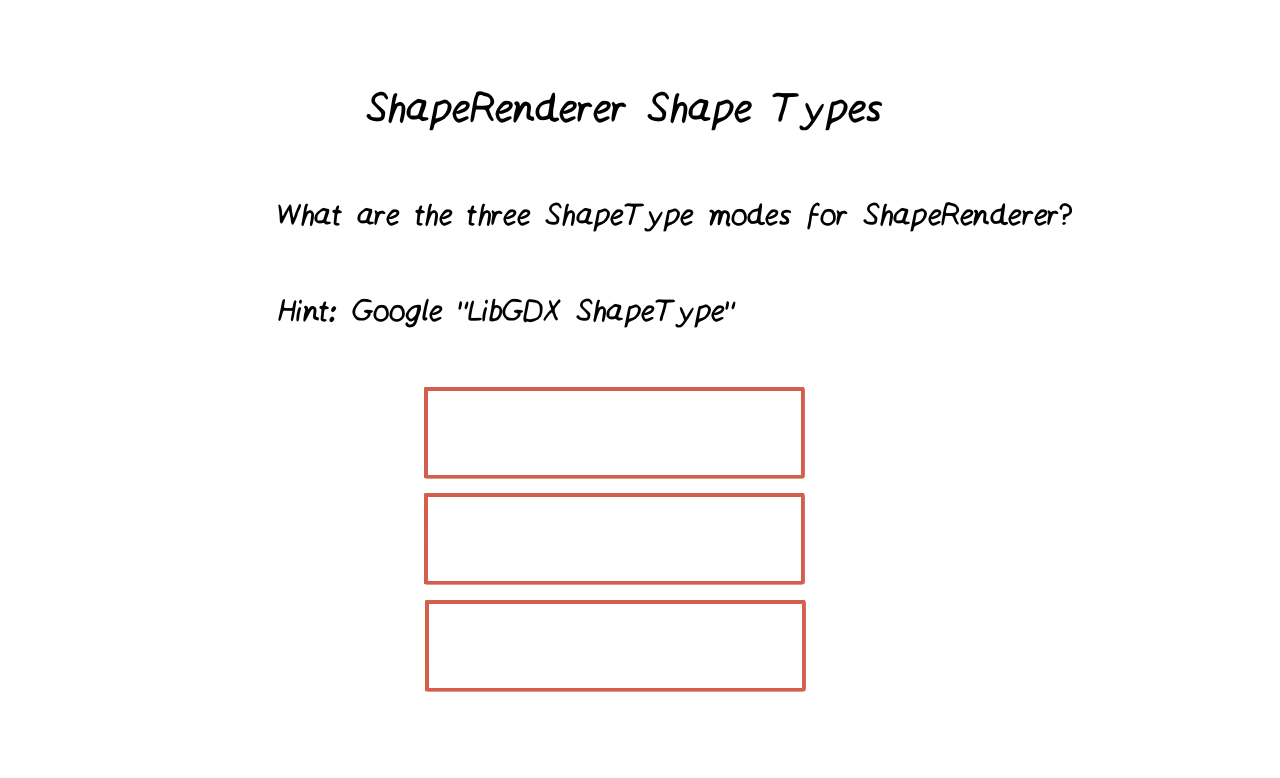 ShapeRenderer Shape Types
What are the three ShapeType modes for ShapeRenderer?
Hint: Google "LibGDX ShapeType"